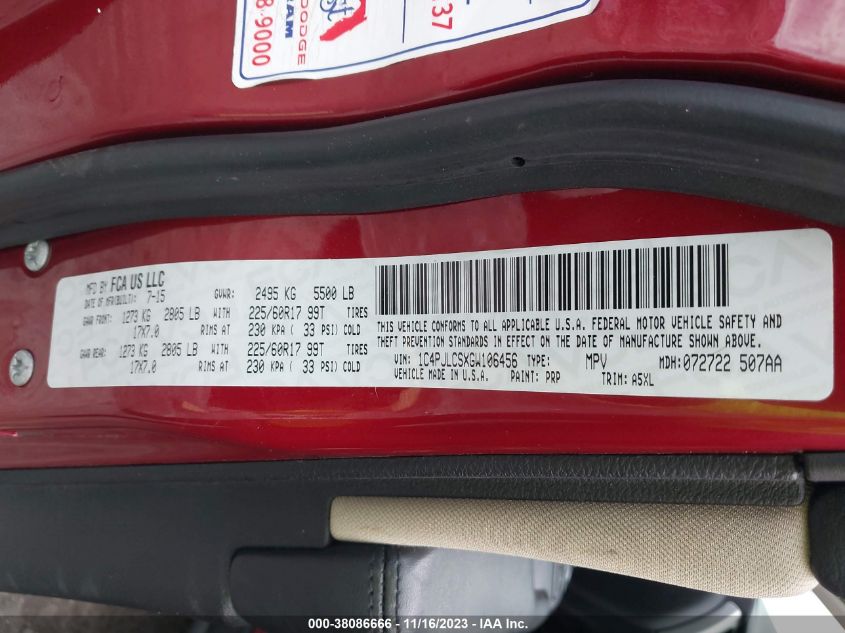 8-9000
RAM
DODGE
37
MFD BY FCA US LLC
DATE OF MFR(BUILT): 7-15 GVWR: 2495 KG 5500 LB
GAWR FRONT: 1273 KG 2805 LB WITH 225/60R17 99T TIRES
17X7.0 RIMS AT 230 KPA ( 33 PSI) COLD
GAWR REAR: 1273 KG 2805 LB WITH 225/60R17 99T TIRES
17X7.0 RIMS AT 230 KPA ( 33 PSI) COLD
THIS VEHICLE CONFORMS TO ALL APPLICABLE U.S.A. FEDERAL MOTOR VEHICLE SAFETY AND
THEFT PREVENTION STANDARDS IN EFFECT ON THE DATE OF MANUFACTURE SHOWN ABOVE.
VIN: 1C4PJLCSXGW106456 TYPE: MPV MDH: 072722 507AA
VEHICLE MADE IN U.S.A. PAINT: PRP TRIM: A5XL
000-38086666 - 11/16/2023 - IAA Inc.